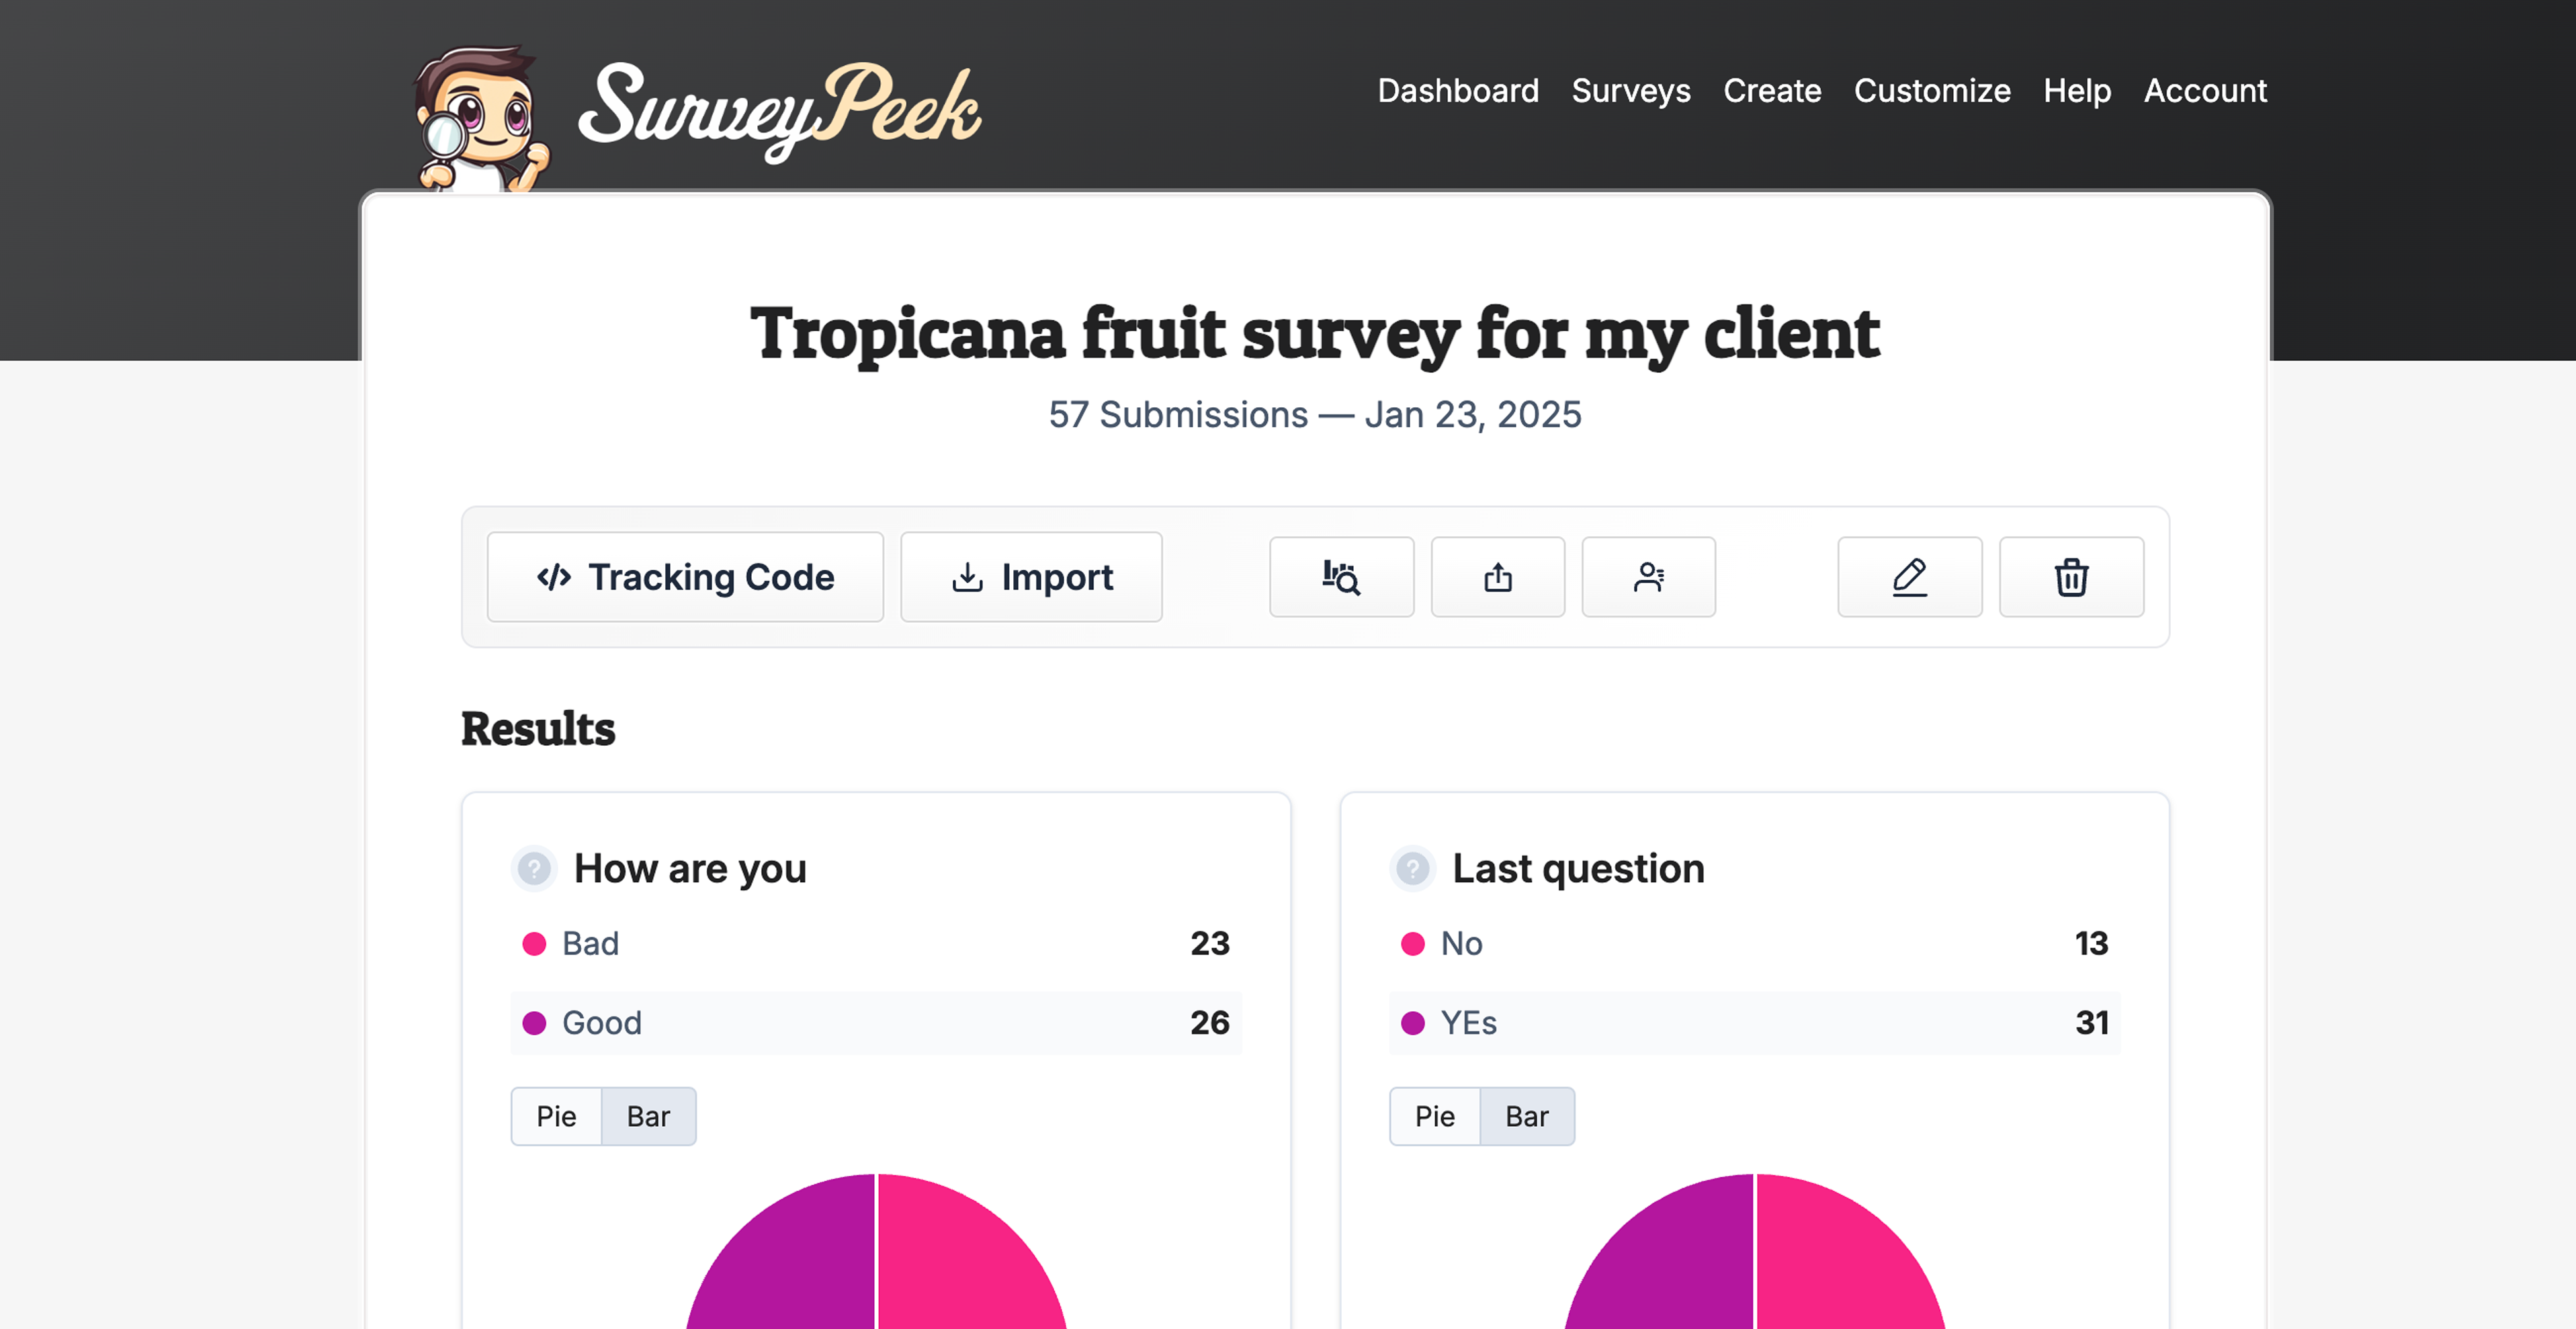 SurveyPeek
Dashboard Surveys Create Customize Help Account
Tropicana fruit survey for my client
57 Submissions — Jan 23, 2025
</> Tracking Code Import
Results
? How are you
Bad 23
Good 26
Pie Bar
? Last question
No 13
YEs 31
Pie Bar